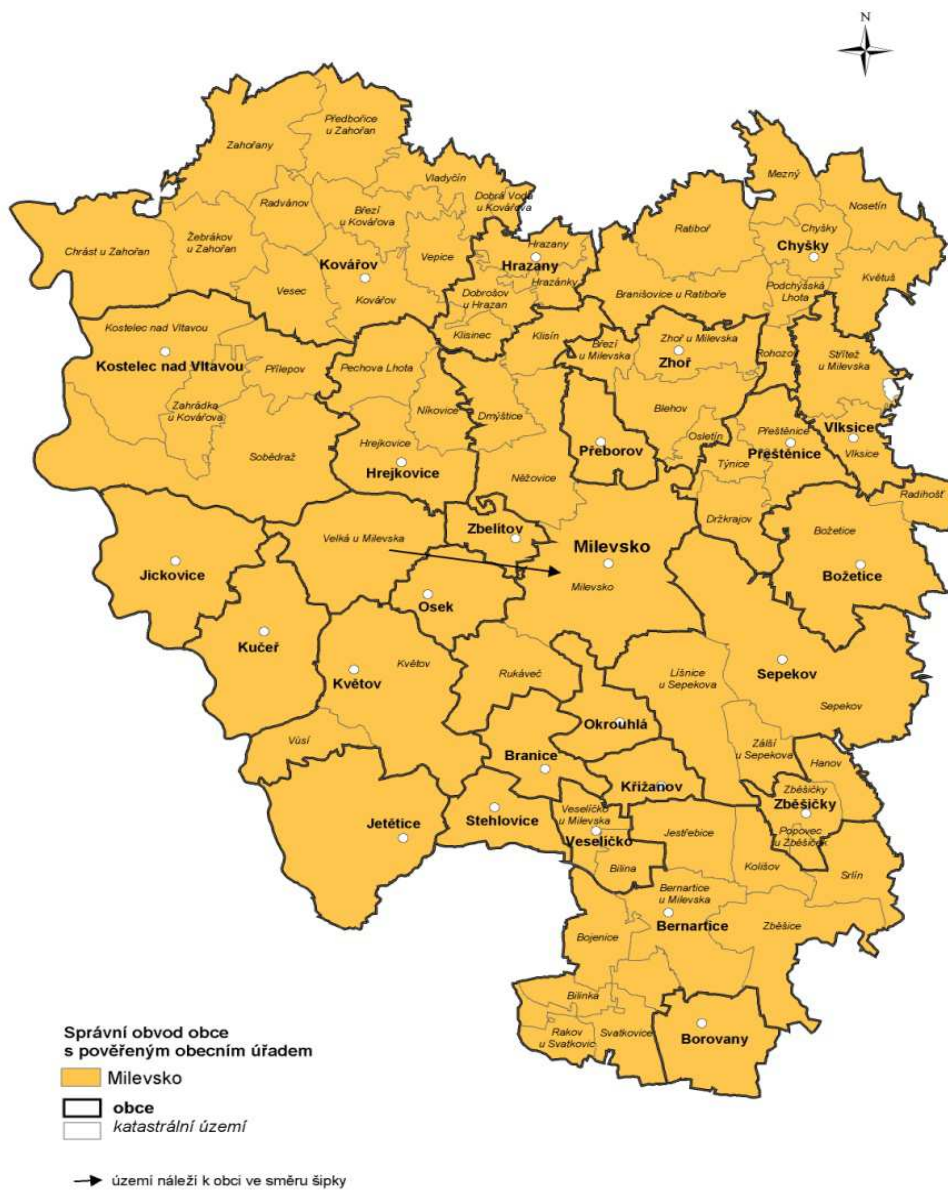 N
Předbořice
u Zahořan
Zahořany
Mezný
Vladyčín
Dobrá Voda
u Kovářova
Nosetín
Radvánov
Březí
u Kovářova
Ratiboř
Chyšky
Chyšky
Chrást u Zahořan
Žebrákov
u Zahořan
Vepice
Hrazany
Hrazany
Kovářov
Květuš
Vesec
Kovářov
Dobrošov
u Hrazan
Hrazánky
Branišovice u Ratiboře
Podchýšská
Lhota
Kostelec nad Vltavou
Klisinec
Klisín
Březí
u Milevska
Zhoř u Milevska
Zhoř
Rohozov
Střítež
u Milevska
Kostelec nad Vltavou
Přílepov
Pechova Lhota
Zahrádka
u Kovářova
Níkovice
Dmýštice
Blehov
Osletín
Přeštěnice
Vlksice
Hrejkovice
Přeborov
Přeštěnice
Vlksice
Sobědraž
Hrejkovice
Něžovice
Týnice
Radihošť
Držkrajov
Božetice
Velká u Milevska
Zbelítov
Milevsko
Jickovice
Milevsko
Božetice
Osek
Kučeř
Květov
Květov
Rukáveč
Líšnice
u Sepekova
Sepekov
Sepekov
Okrouhlá
Vůsí
Branice
Zálší
u Sepekova
Hanov
Křižanov
Zběšičky
Zběšičky
Jetětice
Stehlovice
Veselíčko
u Milevska
Veselíčko
Jestřebice
Popovec
u Zběšiček
Bilina
Kolišov
Srlín
Bernartice
u Milevska
Bernartice
Zběšice
Bojenice
Bilinka
Rakov
u Svatkovic
Svatkovice
Borovany
Správní obvod obce
s pověřeným obecním úřadem
Milevsko
obce
katastrální území
území náleží k obci ve směru šipky